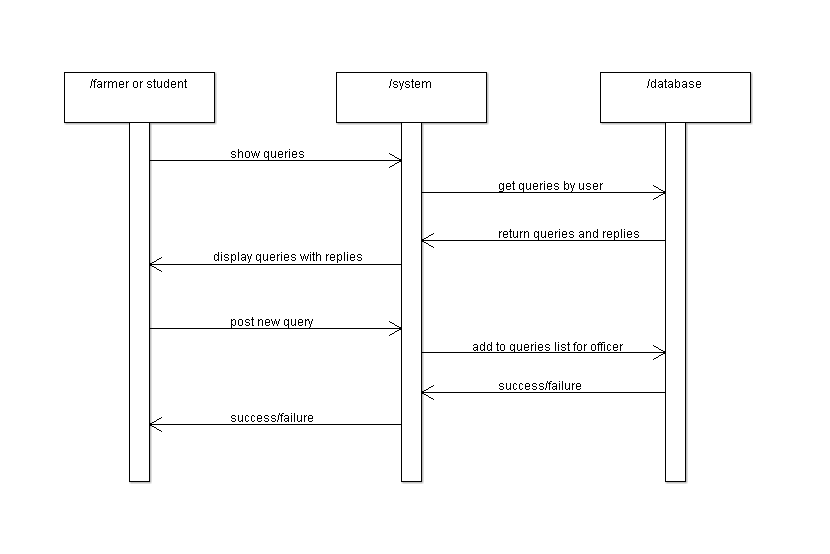 /farmer or student
/system
/database
show queries
get queries by user
return queries and replies
display queries with replies
post new query
add to queries list for officer
success/failure
success/failure